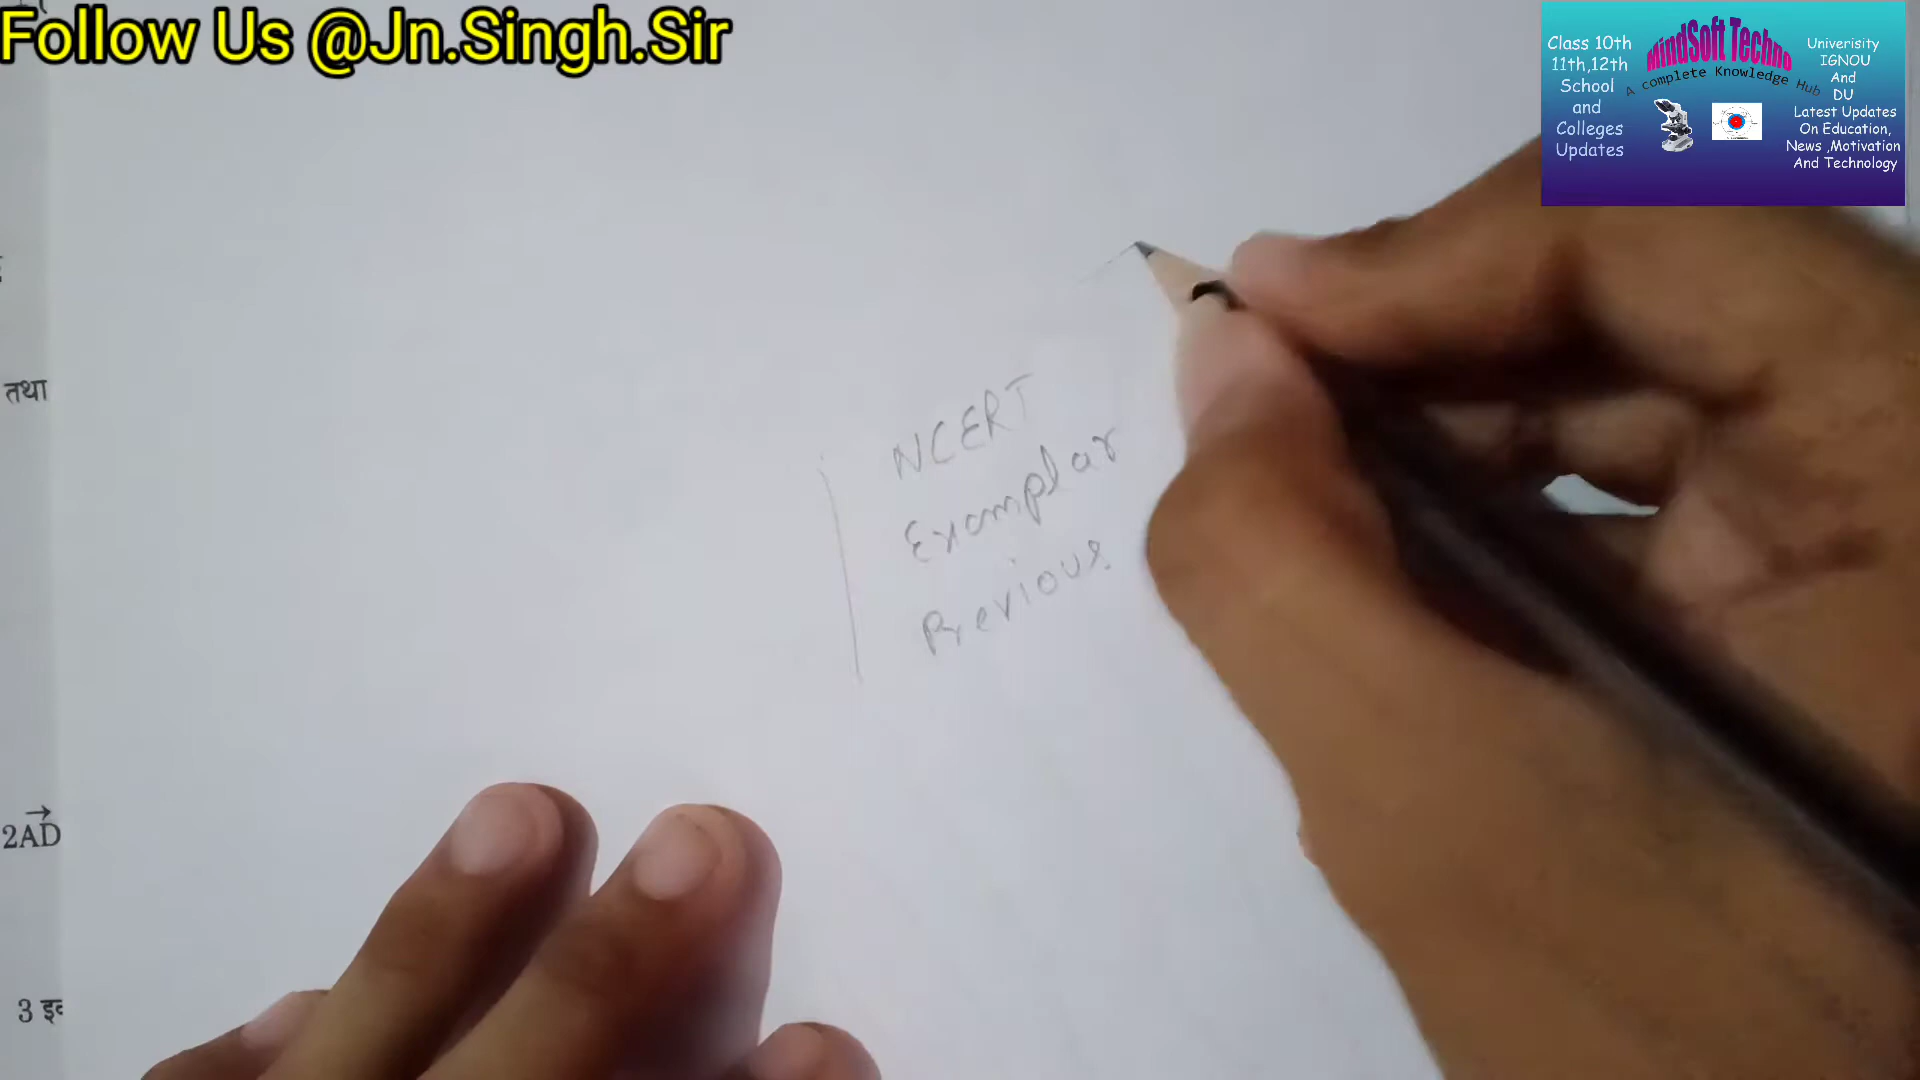 Follow Us @Jn.Singh.Sir
Class 10th
11th,12th
School
and
Colleges
Updates
MindSoft Techno
A complete Knowledge Hub
Univerisity
IGNOU
And
DU
Latest Updates
On Education,
News ,Motivation
And Technology
तथा
NCERT
Examplar
Previous
2AD
3